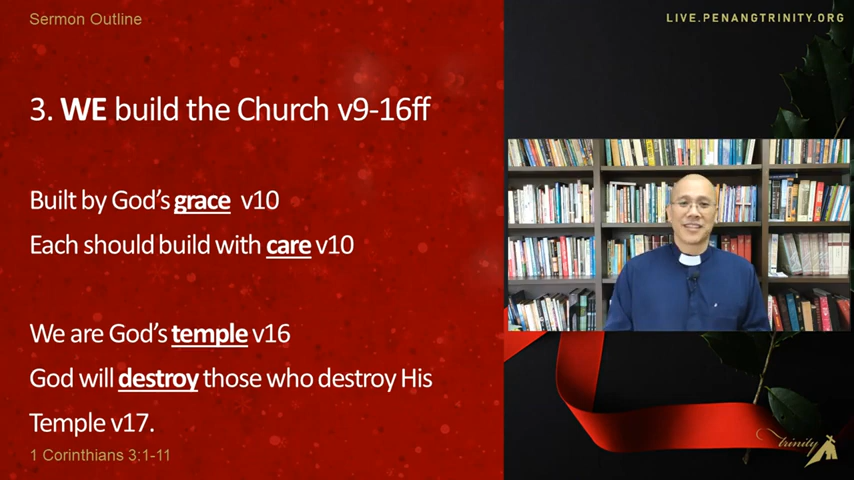 Sermon Outline
LIVE.PENANGTRINITY.ORG
3. WE build the Church v9-16ff
Built by God's grace v10
Each should build with care v10
We are God's temple v16
God will destroy those who destroy His
Temple v17.
1 Corinthians 3:1-11
trinity